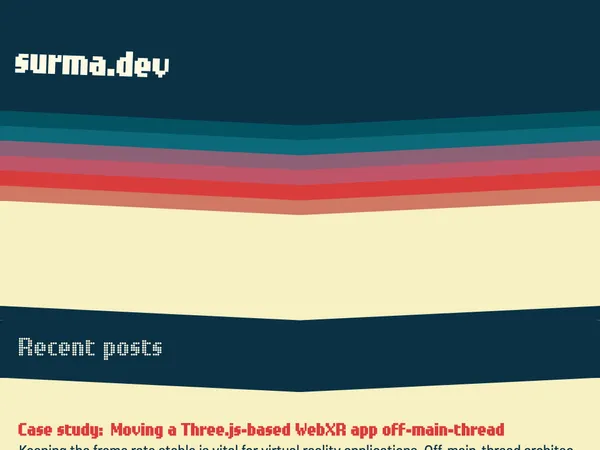 surma.dev
Recent posts
Case study: Moving a Three.js-based WebXR app off-main-thread
Keeping the frame rate stable is vital for virtual reality applications. Off-main-thread architec